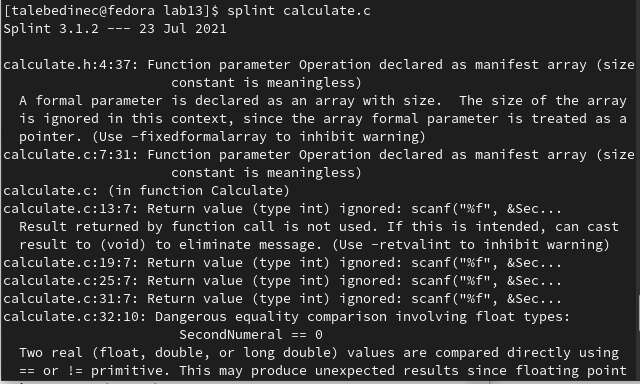 [talebedinec@fedora lab13]$ splint calculate.c
Splint 3.1.2 --- 23 Jul 2021
calculate.h:4:37: Function parameter Operation declared as manifest array (size
constant is meaningless)
A formal parameter is declared as an array with size.  The size of the array
is ignored in this context, since the array formal parameter is treated as a
pointer. (Use -fixedformalarray to inhibit warning)
calculate.c:7:31: Function parameter Operation declared as manifest array (size
constant is meaningless)
calculate.c: (in function Calculate)
calculate.c:13:7: Return value (type int) ignored: scanf("%f", &Sec...
Result returned by function call is not used. If this is intended, can cast
result to (void) to eliminate message. (Use -retvalint to inhibit warning)
calculate.c:19:7: Return value (type int) ignored: scanf("%f", &Sec...
calculate.c:25:7: Return value (type int) ignored: scanf("%f", &Sec...
calculate.c:31:7: Return value (type int) ignored: scanf("%f", &Sec...
calculate.c:32:10: Dangerous equality comparison involving float types:
SecondNumeral == 0
Two real (float, double, or long double) values are compared directly using
== or != primitive. This may produce unexpected results since floating point